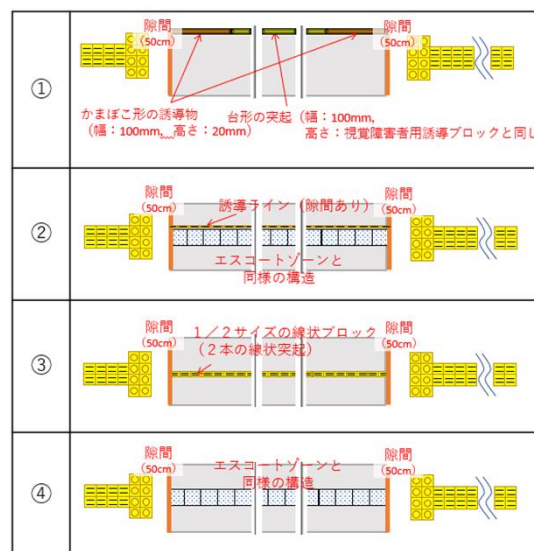 ①
隙間
(50cm)
隙間
(50cm)
かまぼこ形の誘導物
(幅：100mm, 高さ：20mm)
台形の突起（幅：100mm,
高さ：視覚障害者用誘導ブロックと同じ
②
隙間
(50cm)
隙間
(50cm)
誘導ライン（隙間あり）
エスコートゾーンと
同様の構造
③
隙間
(50cm)
隙間
(50cm)
１／２サイズの線状ブロック
（２本の線状突起）
④
隙間
(50cm)
隙間
(50cm)
エスコートゾーンと
同様の構造